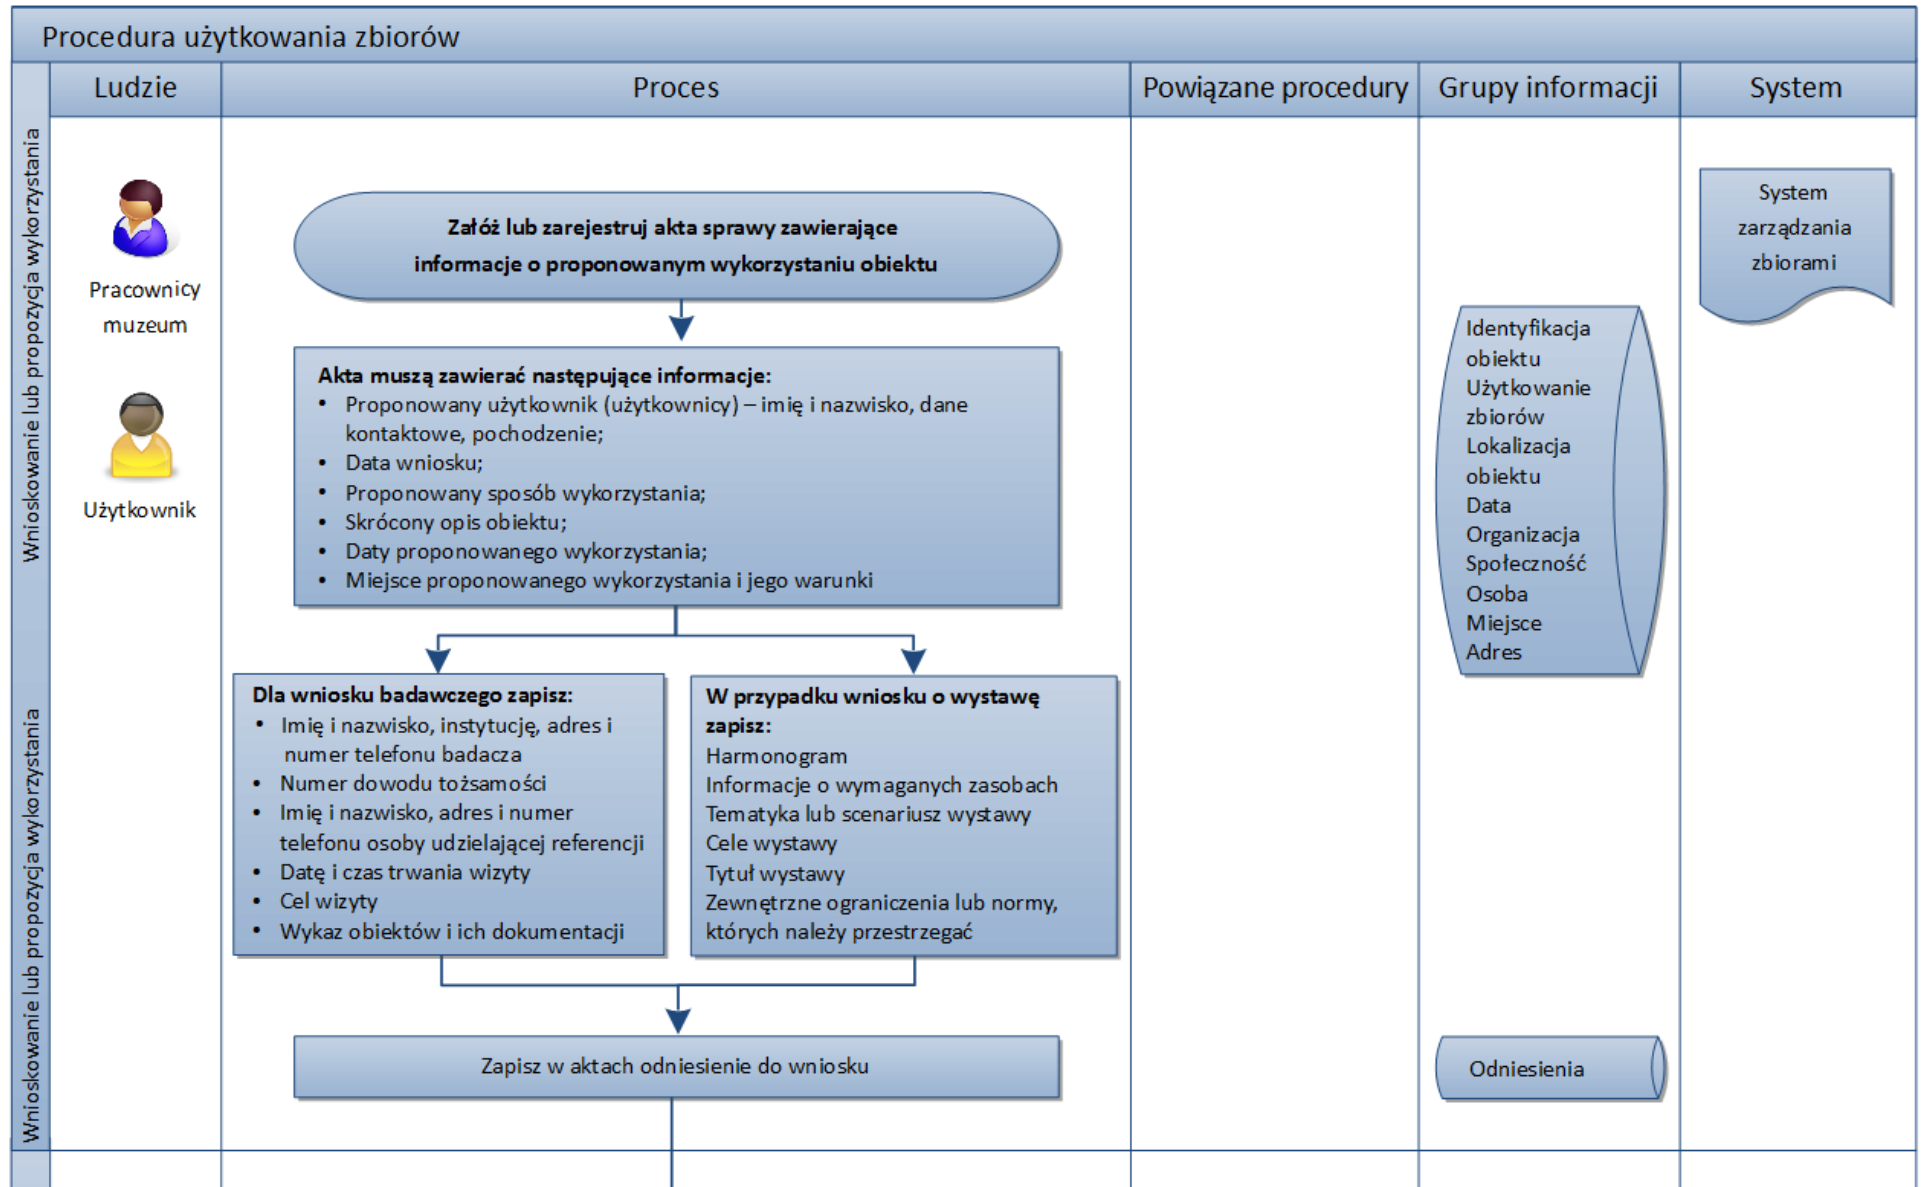 Procedura użytkowania zbiorów
Ludzie
Proces
Powiązane procedury
Grupy informacji
System
Wnioskowanie lub propozycja wykorzystania
Pracownicy
muzeum
Użytkownik
Załóż lub zarejestruj akta sprawy zawierające
informacje o proponowanym wykorzystaniu obiektu
Akta muszą zawierać następujące informacje:
• Proponowany użytkownik (użytkownicy) – imię i nazwisko, dane
kontaktowe, pochodzenie;
• Data wniosku;
• Proponowany sposób wykorzystania;
• Skrócony opis obiektu;
• Daty proponowanego wykorzystania;
• Miejsce proponowanego wykorzystania i jego warunki
System
zarządzania
zbiorami
Identyfikacja
obiektu
Użytkowanie
zbiorów
Lokalizacja
obiektu
Data
Organizacja
Społeczność
Osoba
Miejsce
Adres
Wnioskowanie lub propozycja wykorzystania
Dla wniosku badawczego zapisz:
• Imię i nazwisko, instytucję, adres i
numer telefonu badacza
• Numer dowodu tożsamości
• Imię i nazwisko, adres i numer
telefonu osoby udzielającej referencji
• Datę i czas trwania wizyty
• Cel wizyty
• Wykaz obiektów i ich dokumentacji
W przypadku wniosku o wystawę
zapisz:
Harmonogram
Informacje o wymaganych zasobach
Tematyka lub scenariusz wystawy
Cele wystawy
Tytuł wystawy
Zewnętrzne ograniczenia lub normy,
których należy przestrzegać
Zapisz w aktach odniesienie do wniosku
Odniesienia